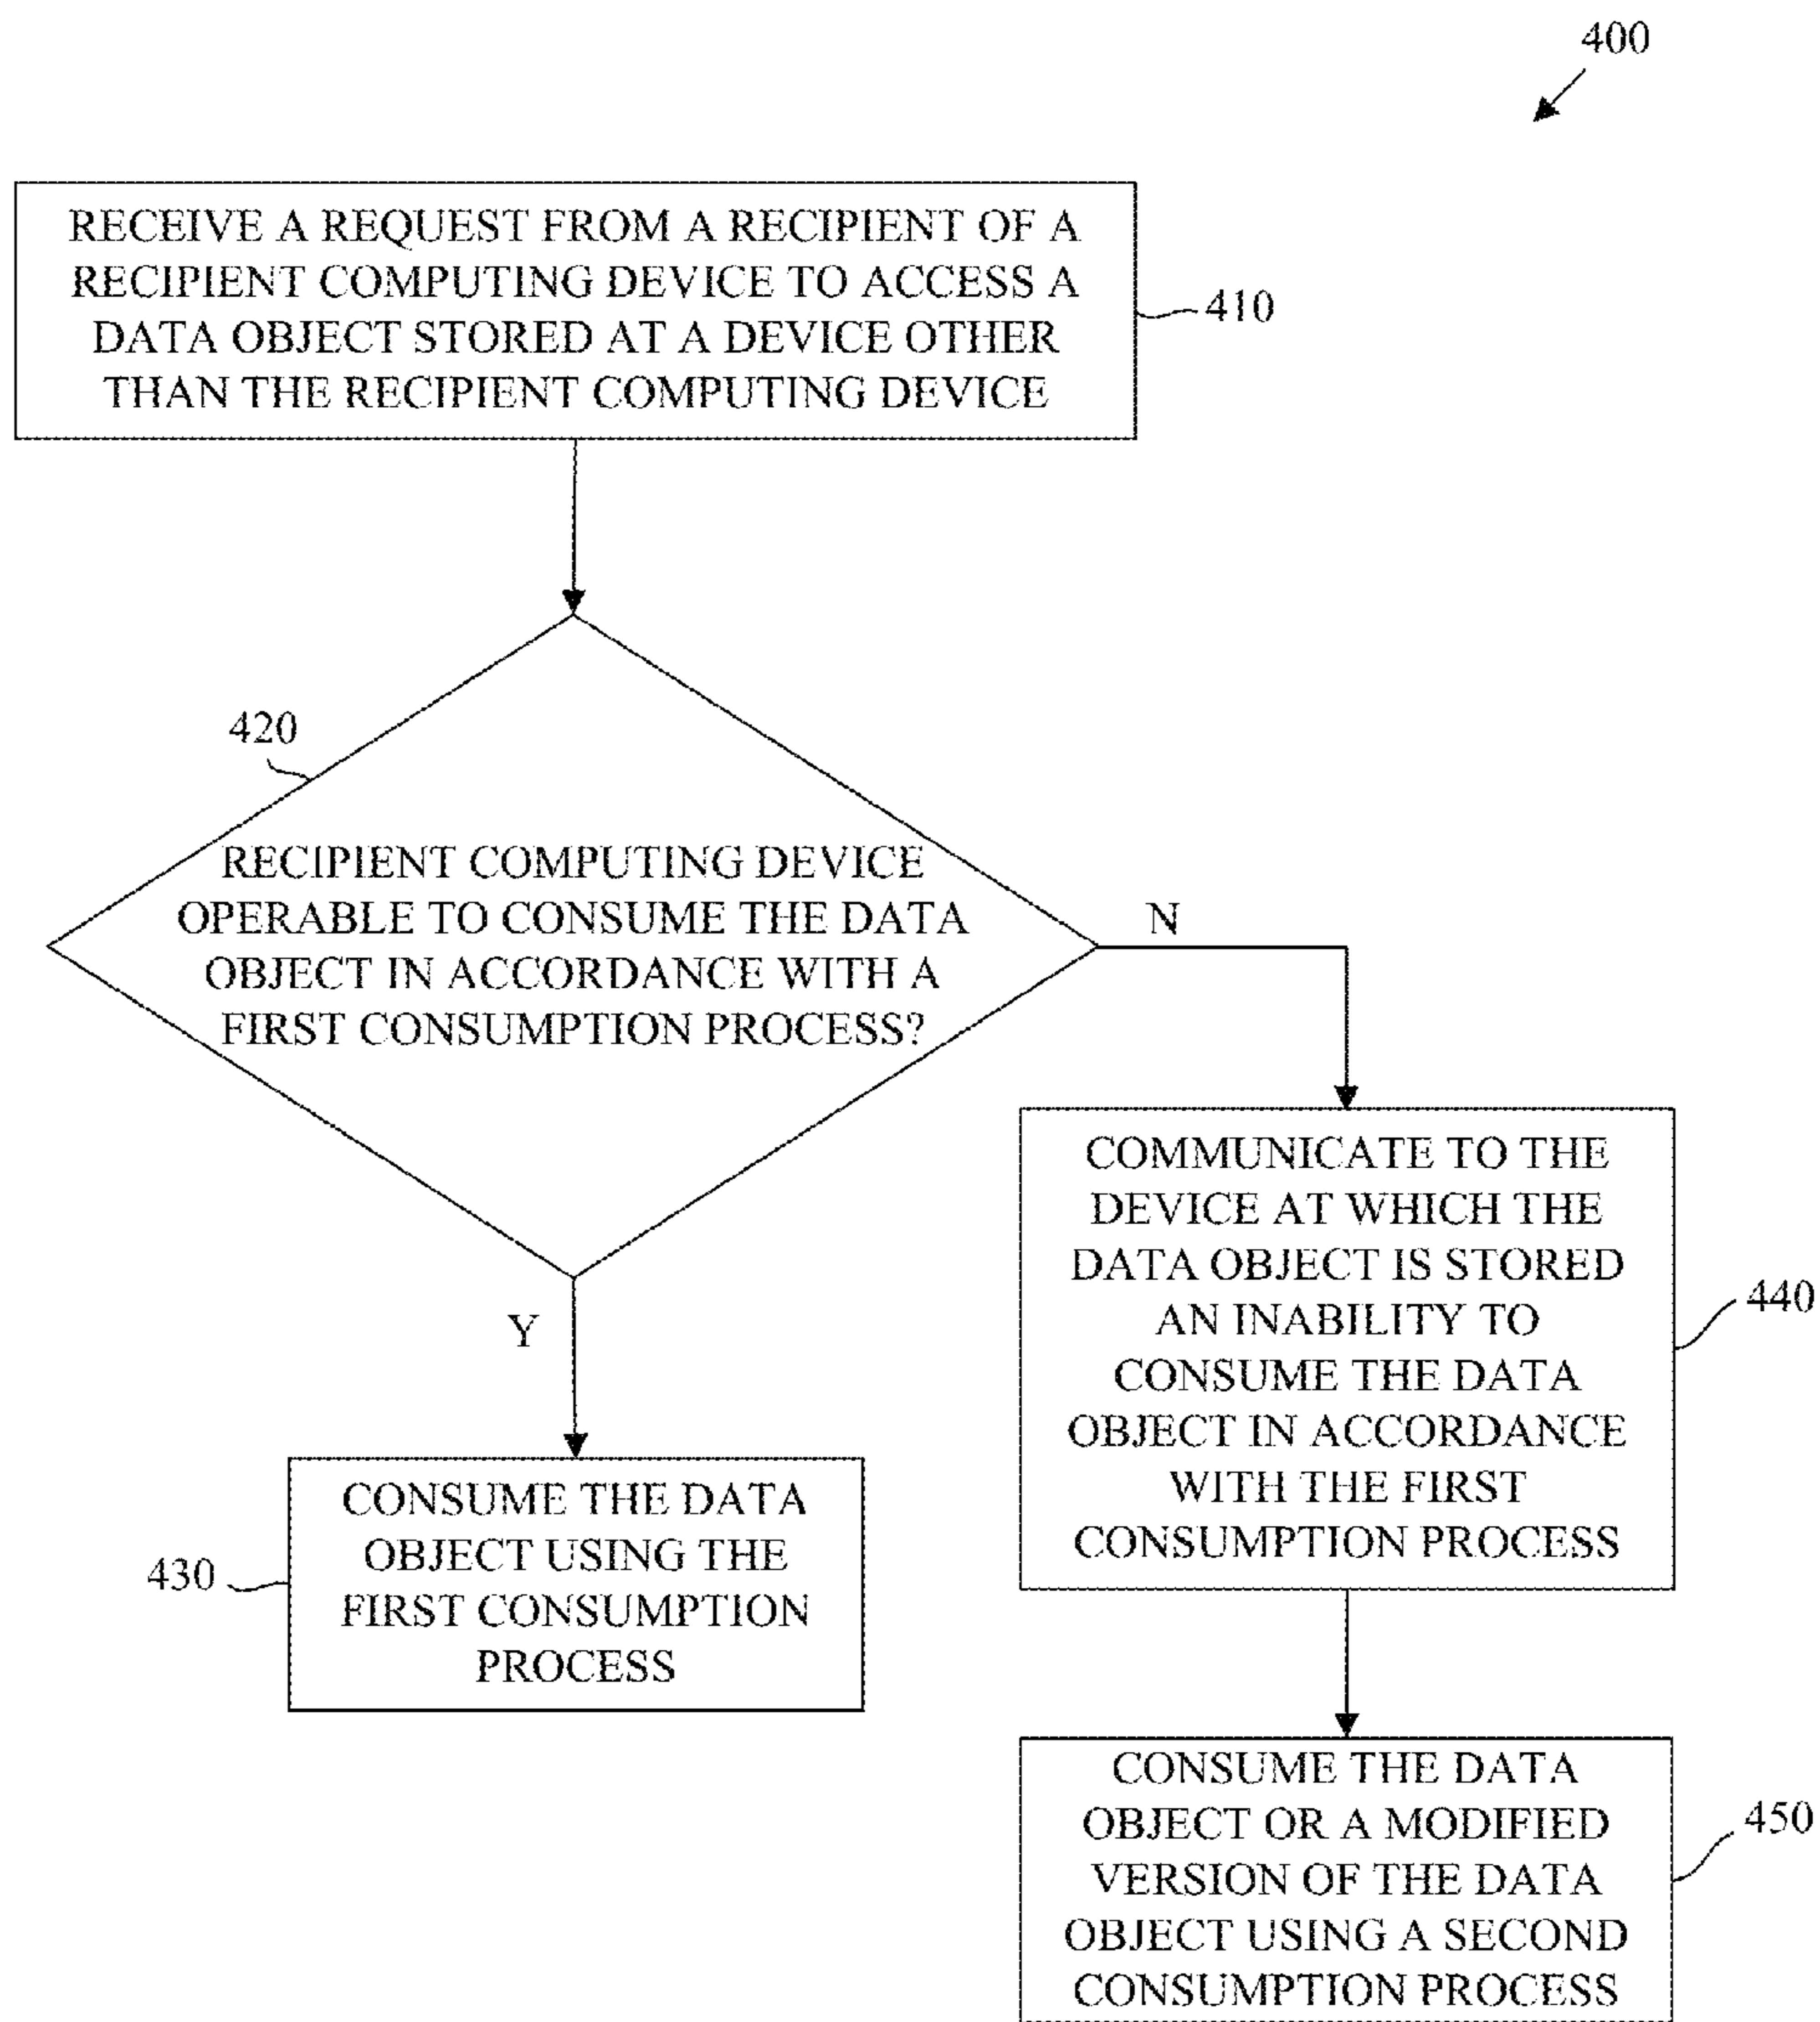 400
RECEIVE A REQUEST FROM A RECIPIENT OF A
RECIPIENT COMPUTING DEVICE TO ACCESS A
DATA OBJECT STORED AT A DEVICE OTHER
THAN THE RECIPIENT COMPUTING DEVICE
410
420
RECIPIENT COMPUTING DEVICE
OPERABLE TO CONSUME THE DATA
OBJECT IN ACCORDANCE WITH A
FIRST CONSUMPTION PROCESS?
N
Y
CONSUME THE DATA
OBJECT USING THE
FIRST CONSUMPTION
PROCESS
430
COMMUNICATE TO THE
DEVICE AT WHICH THE
DATA OBJECT IS STORED
AN INABILITY TO
CONSUME THE DATA
OBJECT IN ACCORDANCE
WITH THE FIRST
CONSUMPTION PROCESS
440
CONSUME THE DATA
OBJECT OR A MODIFIED
VERSION OF THE DATA
OBJECT USING A SECOND
CONSUMPTION PROCESS
450